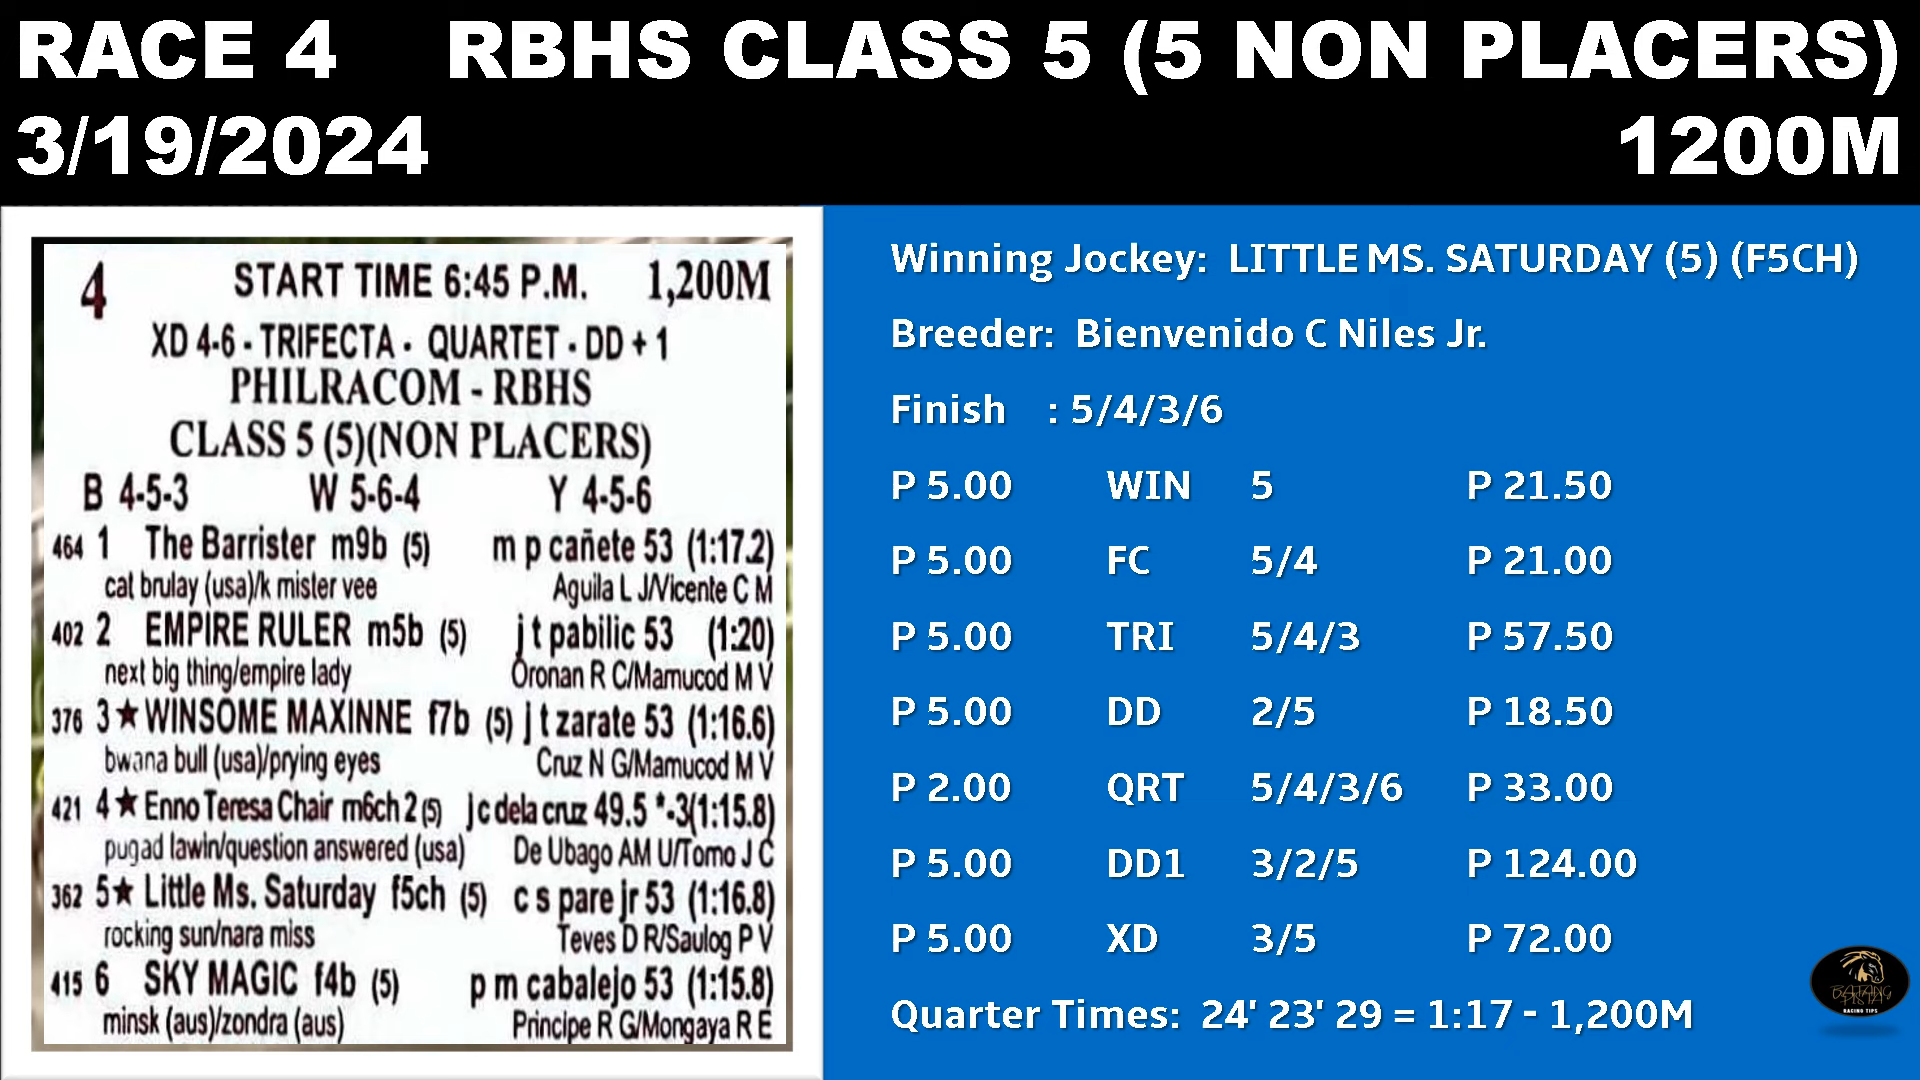 RACE 4 RBHS CLASS 5 (5 NON PLACERS)
3/19/2024 1200M
4 START TIME 6:45 P.M. 1,200M
XD 4-6 - TRIFECTA - QUARTET - DD + 1
PHILRACOM - RBHS
CLASS 5 (5)(NON PLACERS)
B 4-5-3 W 5-6-4 Y 4-5-6
464 1 The Barrister m9b (5) m p cañete 53 (1:17.2)
cat brulay (usa)/k mister vee Aguila L J/Vicente C M
402 2 EMPIRE RULER m5b (5) j t pabilic 53 (1:20)
next big thing/empire lady Oronan R C/Mamucod M V
376 3★WINSOME MAXINNE f7b (5) j t zarate 53 (1:16.6)
bwana bull (usa)/prying eyes Cruz N G/Mamucod M V
421 4★Enno Teresa Chair m6ch 2 (5) j c dela cruz 49.5 *-3(1:15.8)
pugad lawin/question answered (usa) De Ubago AM U/Tomo J C
362 5★ Little Ms. Saturday f5ch (5) c s pare jr 53 (1:16.8)
rocking sun/nara miss Teves D R/Saulog P V
415 6 SKY MAGIC f4b (5) p m cabalejo 53 (1:15.8)
minsk (aus)/zondra (aus) Principe R G/Mongaya R E
Winning Jockey: LITTLE MS. SATURDAY (5) (F5CH)
Breeder: Bienvenido C Niles Jr.
Finish : 5/4/3/6
P 5.00 WIN 5 P 21.50
P 5.00 FC 5/4 P 21.00
P 5.00 TRI 5/4/3 P 57.50
P 5.00 DD 2/5 P 18.50
P 2.00 QRT 5/4/3/6 P 33.00
P 5.00 DD1 3/2/5 P 124.00
P 5.00 XD 3/5 P 72.00
Quarter Times: 24' 23' 29 = 1:17 - 1,200M
BATANG
PISTA
RACING TIPS